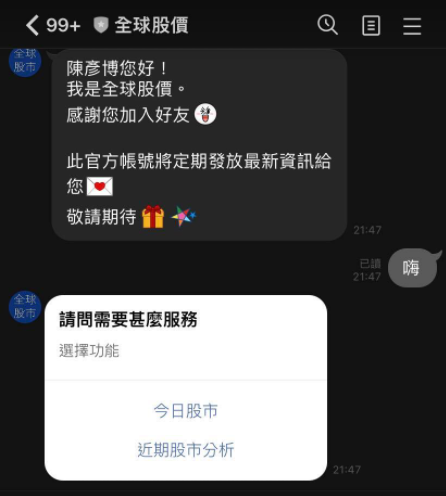 99+ 全球股價
全球
股市
陳彥博您好！
我是全球股價。
感謝您加入好友
此官方帳號將定期發放最新資訊給
您
敬請期待
21:47
已讀
21:47
嗨
全球
股市
請問需要甚麼服務
選擇功能
今日股市
近期股市分析
21:47